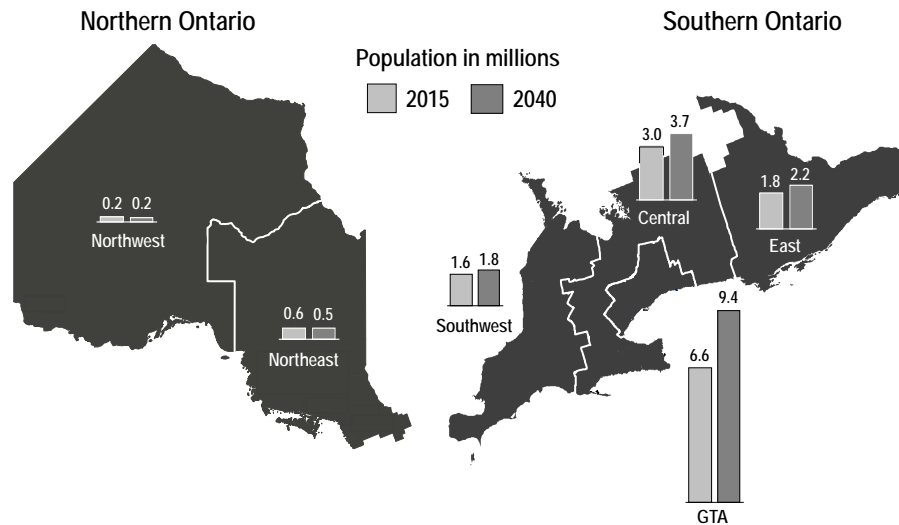 Northern Ontario
Southern Ontario
Population in millions
2015
2040
0.2 0.2
Northwest
0.6 0.5
Northeast
3.0 3.7
Central
1.8 2.2
East
1.6 1.8
Southwest
6.6 9.4
GTA